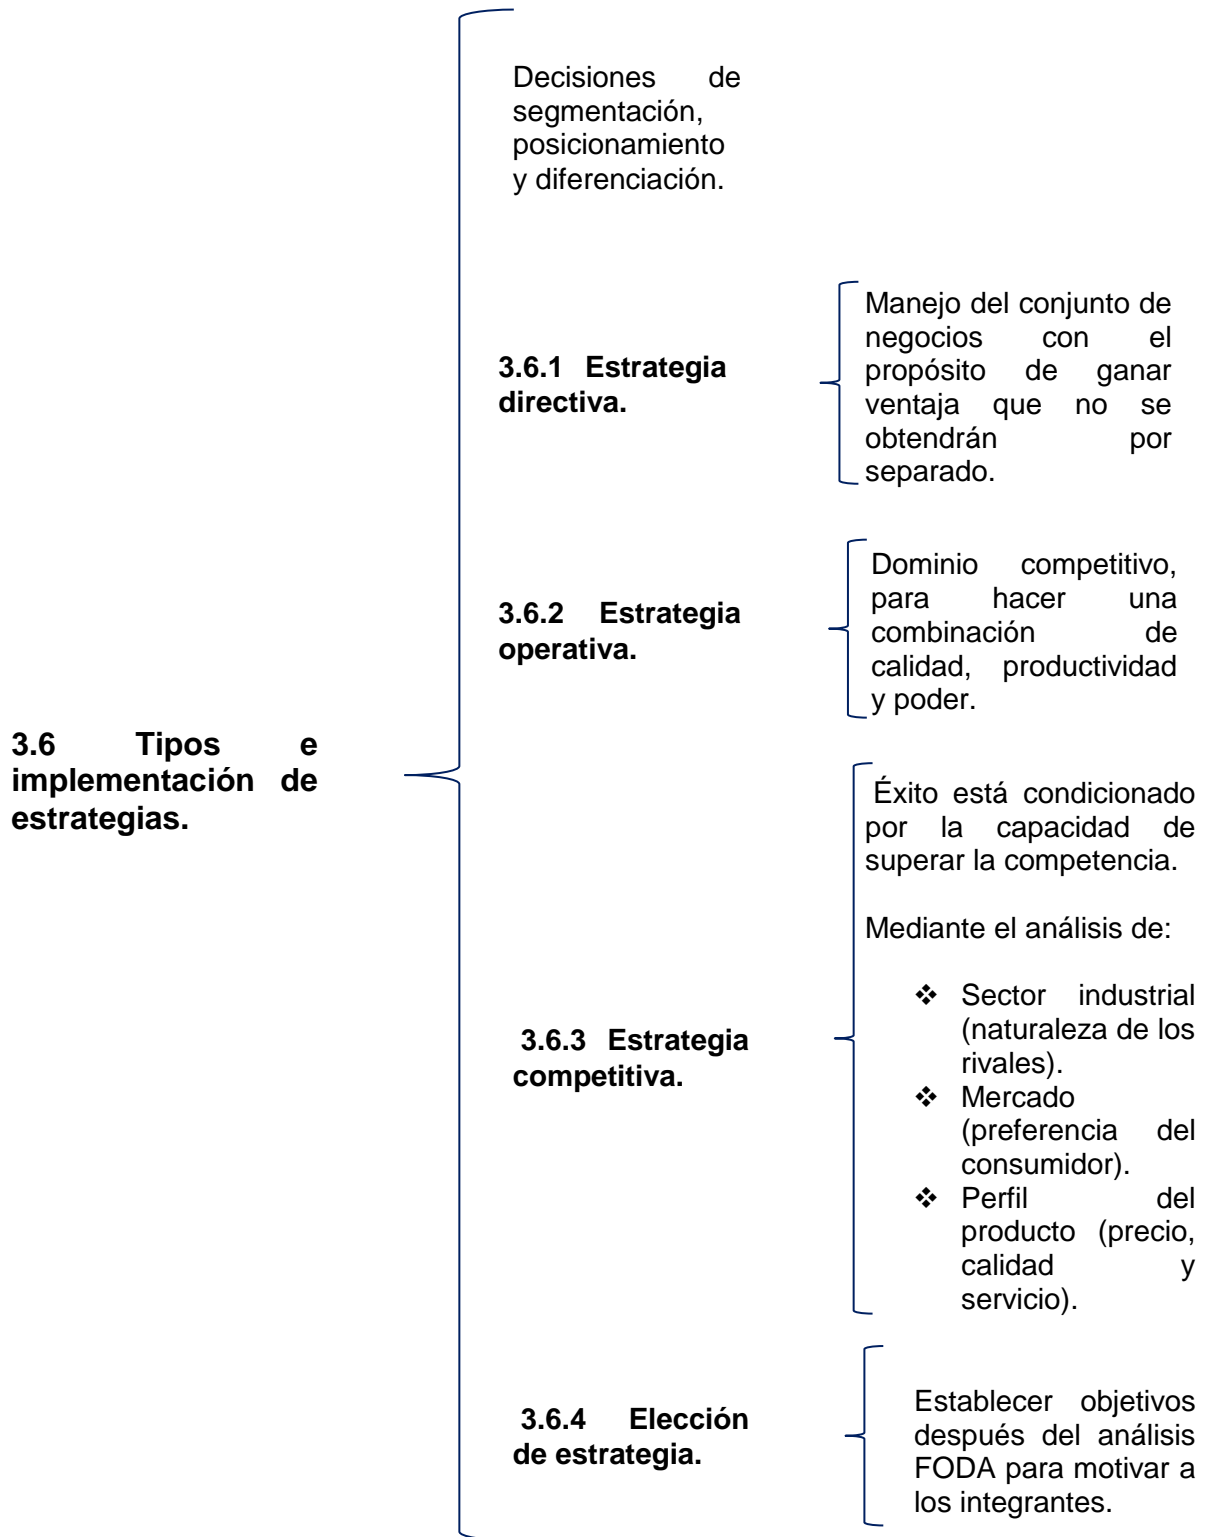 Decisiones de
segmentación,
posicionamiento
y diferenciación.
3.6.1 Estrategia
directiva.
Manejo del conjunto de
negocios con el
propósito de ganar
ventaja que no se
obtendrán por
separado.
3.6.2 Estrategia
operativa.
Dominio competitivo,
para hacer una
combinación de
calidad, productividad
y poder.
3.6 Tipos e
implementación de
estrategias.
3.6.3 Estrategia
competitiva.
Éxito está condicionado
por la capacidad de
superar la competencia.
Mediante el análisis de:
❖ Sector industrial
(naturaleza de los
rivales).
❖ Mercado
(preferencia del
consumidor).
❖ Perfil del
producto (precio,
calidad y
servicio).
3.6.4 Elección
de estrategia.
Establecer objetivos
después del análisis
FODA para motivar a
los integrantes.